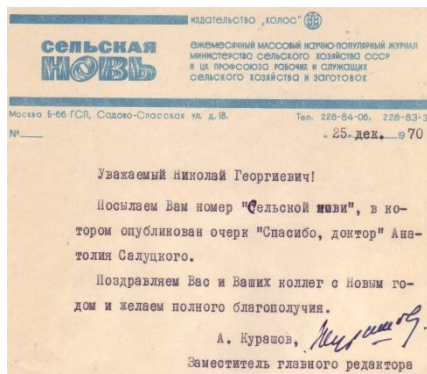 издательство „колос"
сельская
НОВЬ
ежемесячный массовый научно-популярный журнал
министерства сельского хозяйства СССР
и ЦК профсоюза рабочих и служащих
сельского хозяйства и заготовок
Москва Б-66 ГСП, Садово-Спасская ул. д.18. Тел. 228-84-06, 228-83-3
№ „25„ дек. 9 70
Уважаемый Николай Георгиевич!
Посылаем Вам номер "Сельской нови", в ко-
тором опубликован очерк "Спасибо, доктор" Ана-
толия Салуцкого.
Поздравляем Вас и Ваших коллег с Новым го-
дом и желаем полного благополучия.
А. Курашов,
Заместитель главного редактора